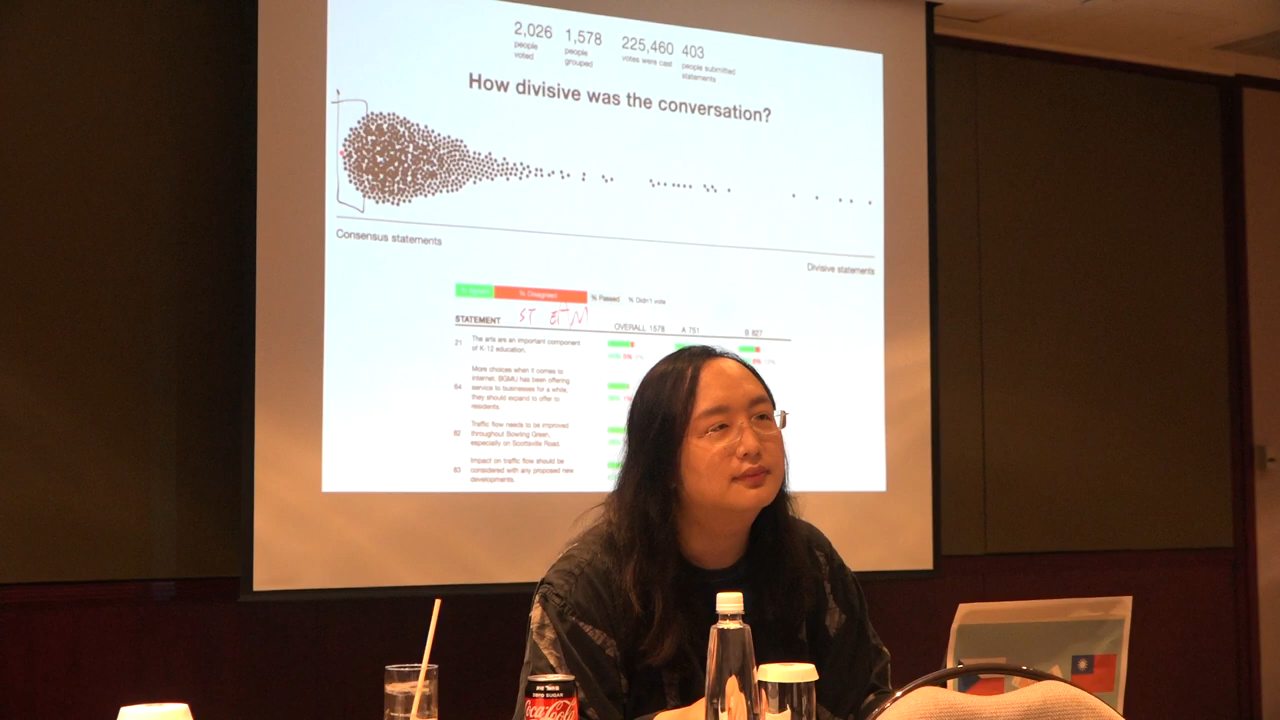 2,026
people
voted
1,578
people
grouped
225,460
votes were cast
403
people submitted
statements
How divisive was the conversation?
Consensus statements
Divisive statements
% Disagreed
% Passed
% Didn't vote
STATEMENT
OVERALL 1578
A 751
B 827
21
The arts are an important component
of K-12 education.
64
More choices when it comes to
internet. BGMU has been offering
service to businesses for a while,
they should expand to offer to
residents.
82
Traffic flow needs to be improved
throughout Bowling Green,
especially on Scottsville Road.
83
Impact on traffic flow should be
considered with any proposed new
developments.
ZERO SUGAR
Coca-Cola